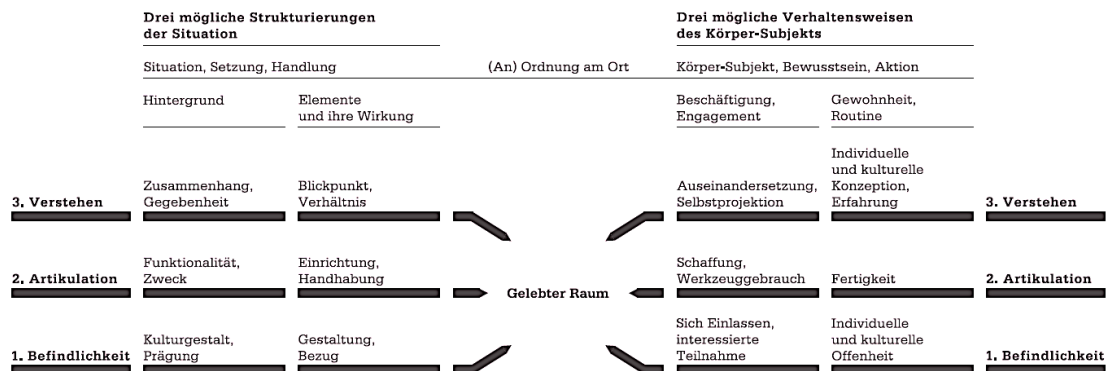 Drei mögliche Strukturierungen
der Situation
Drei mögliche Verhaltensweisen
des Körper-Subjekts
Situation, Setzung, Handlung
(An) Ordnung am Ort
Körper-Subjekt, Bewusstsein, Aktion
Hintergrund
Elemente
und ihre Wirkung
Beschäftigung,
Engagement
Gewohnheit,
Routine
3. Verstehen
Zusammenhang,
Gegebenheit
Blickpunkt,
Verhältnis
Auseinandersetzung,
Selbstprojektion
Individuelle
und kulturelle
Konzeption,
Erfahrung
3. Verstehen
2. Artikulation
Funktionalität,
Zweck
Einrichtung,
Handhabung
Gelebter Raum
Schaffung,
Werkzeuggebrauch
Fertigkeit
2. Artikulation
1. Befindlichkeit
Kulturgestalt,
Prägung
Gestaltung,
Bezug
Sich Einlassen,
interessierte
Teilnahme
Individuelle
und kulturelle
Offenheit
1. Befindlichkeit